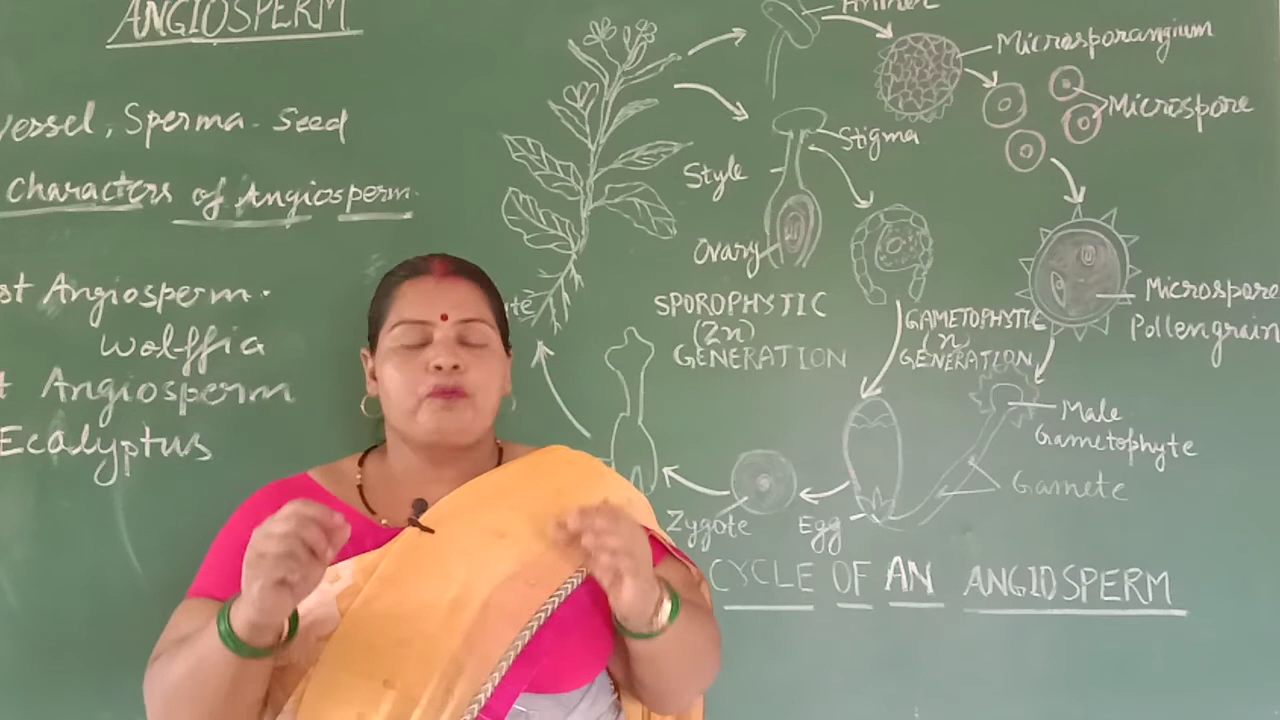 ANGIOSPERM
vessel, Sperma - Seed
Characters of Angiosperm.
st Angiosperm.
Wolffia
t Angiosperm
Ecalyptus
Anther
Microsporangium
Microspore
Stigma
Style
Ovary
SPOROPHYTIC
(2n)
GENERATION
GAMETOPHYTIC
(n)
GENERATION
Microspore
Pollengrain
Male
Gametophyte
Gamete
Egg
Zygote
CYCLE OF AN ANGIOSPERM